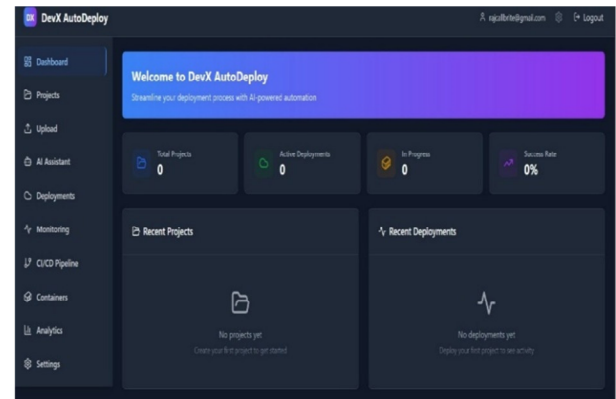 DX DevX AutoDeploy
rajcallbrite@gmail.com Logout
Dashboard
Projects
Upload
AI Assistant
Deployments
Monitoring
CI/CD Pipeline
Containers
Analytics
Settings
Welcome to DevX AutoDeploy
Streamline your deployment process with AI-powered automation
Total Projects
0
Active Deployments
0
In Progress
0
Success Rate
0%
Recent Projects
No projects yet
Create your first project to get started
Recent Deployments
No deployments yet
Deploy your first project to see activity